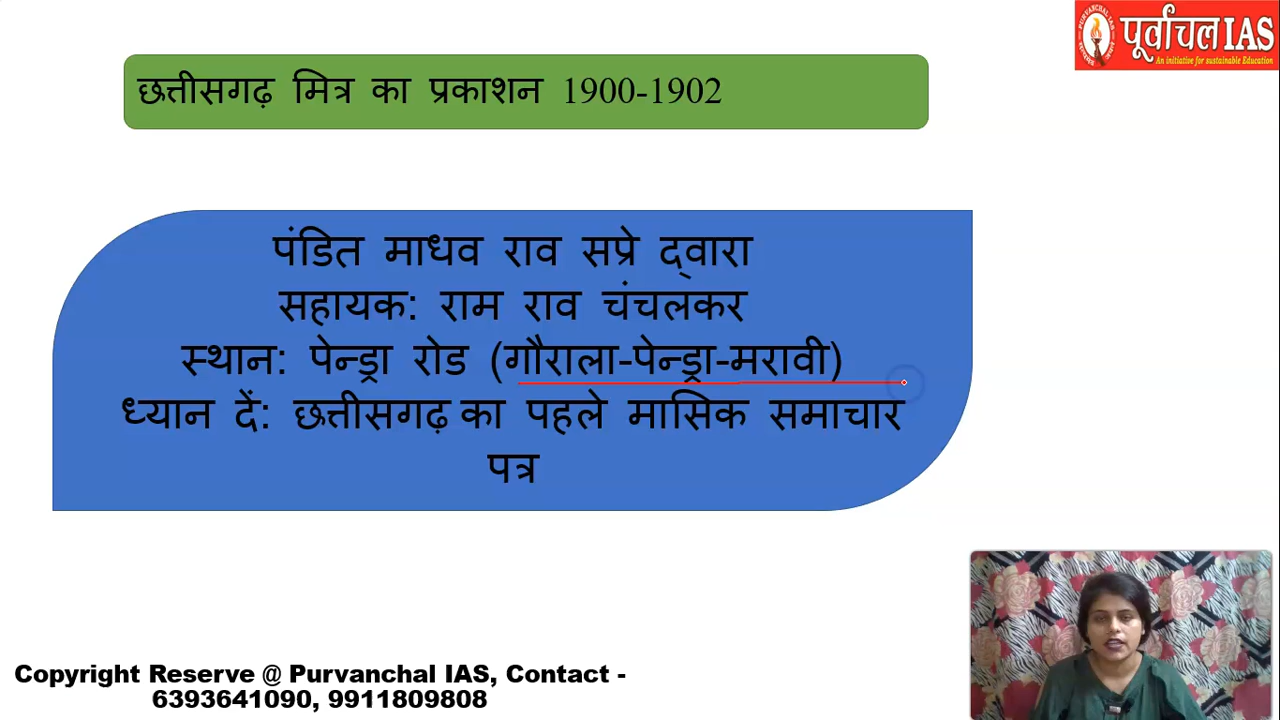 पूर्वांचल IAS
An initiative for sustainable Education
छत्तीसगढ़ मित्र का प्रकाशन 1900-1902
पंडित माधव राव सप्रे द्वारा
सहायक: राम राव चंचलकर
स्थान: पेन्ड्रा रोड (गौराला-पेन्ड्रा-मरावी)
ध्यान दें: छत्तीसगढ़ का पहले मासिक समाचार
पत्र
Copyright Reserve @ Purvanchal IAS, Contact -
6393641090, 9911809808